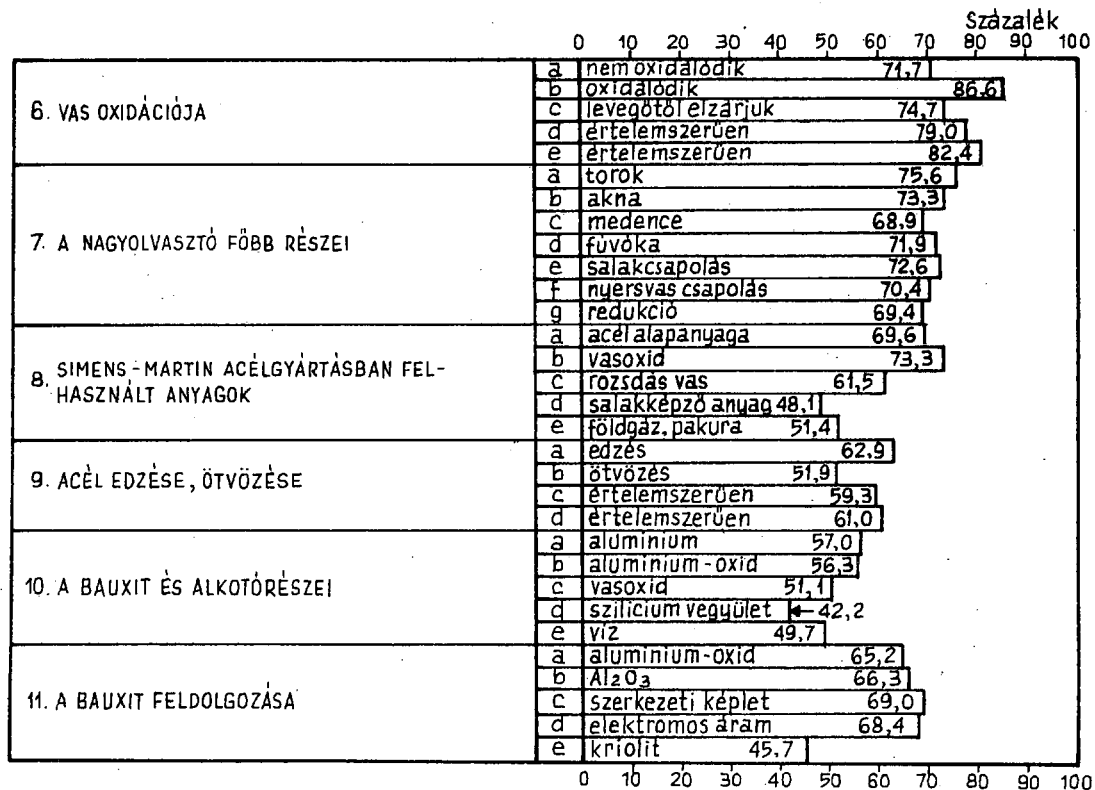 Százalék
0 10 20 30 40 50 60 70 80 90 100
6. VAS OXIDÁCIÓJA
a nem oxidálódik 71,7
b oxidálódik 86,6
c levegőtől elzárjuk 74,7
d értelemszerűen 79,0
e értelemszerűen 82,4
7. A NAGYOLVASZTÓ FŐBB RÉSZEI
a torok 75,6
b akna 73,3
c medence 68,9
d fúvóka 71,9
e salakcsapolás 72,6
f nyersvas csapolás 70,4
g redukció 69,4
8. SIMENS-MARTIN ACÉLGYÁRTÁSBAN FEL-
HASZNÁLT ANYAGOK
a acél alapanyaga 69,6
b vasoxid 73,3
c rozsdás vas 61,5
d salakképző anyag 48,1
e földgáz, pakura 51,4
9. ACÉL EDZÉSE, ÖTVÖZÉSE
a edzés 62,9
b ötvözés 51,9
c értelemszerűen 59,3
d értelemszerűen 61,0
10. A BAUXIT ÉS ALKOTÓRÉSZEI
a aluminium 57,0
b aluminium-oxid 56,3
c vasoxid 51,1
d szilícium vegyület 42,2
e víz 49,7
11. A BAUXIT FELDOLGOZÁSA
a aluminium-oxid 65,2
b Al2O3 66,3
c szerkezeti képlet 69,0
d elektromos áram 68,4
e kriolit 45,7
0 10 20 30 40 50 60 70 80 90 100